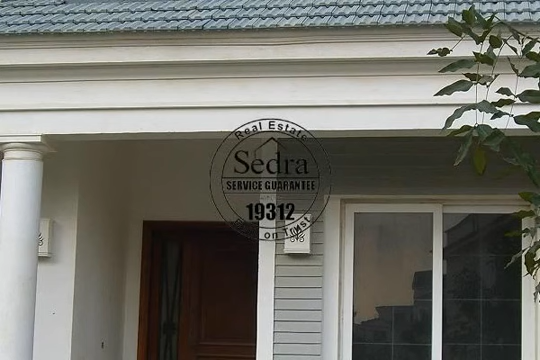 Real Estate
Sedra
SERVICE GUARANTEE
19312
on Trust